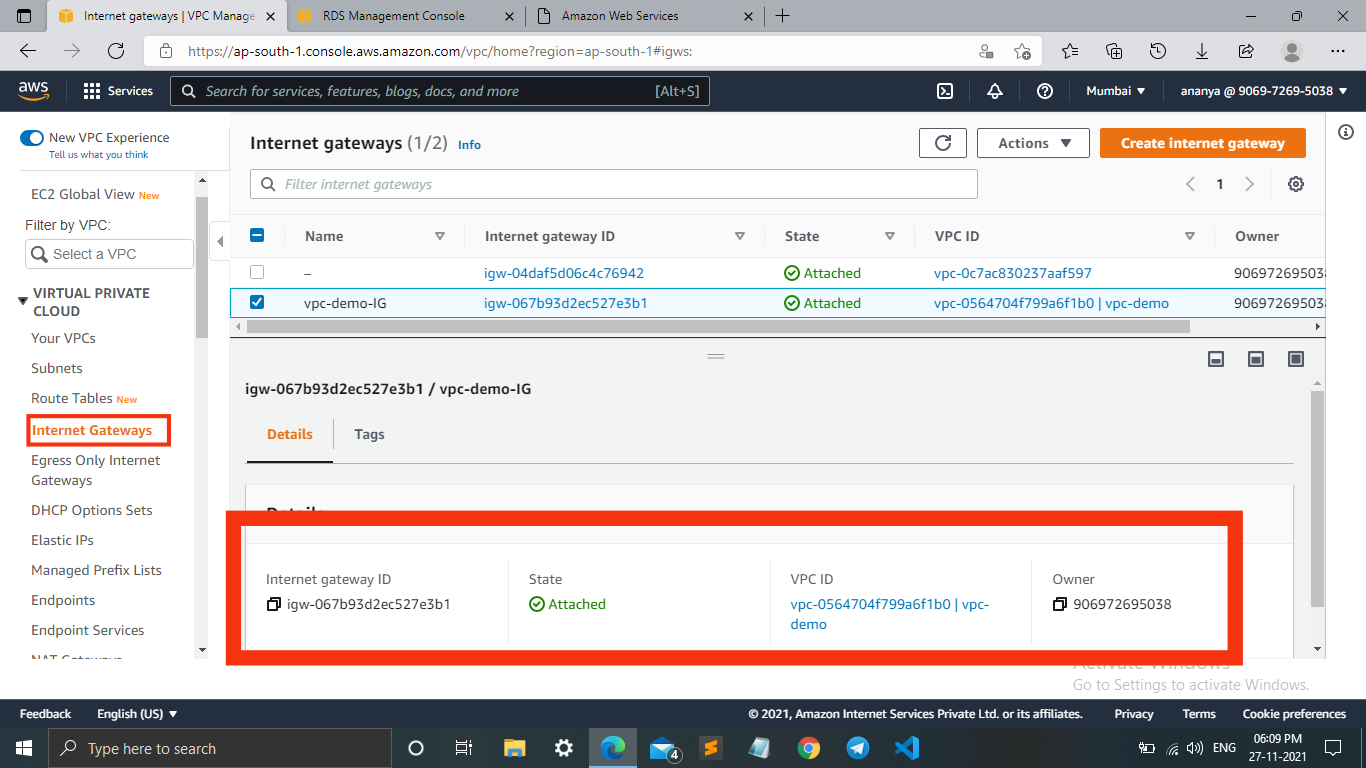 Internet gateways | VPC Manage
RDS Management Console
Amazon Web Services
https://ap-south-1.console.aws.amazon.com/vpc/home?region=ap-south-1#igws:
aws
Services
Search for services, features, blogs, docs, and more
[Alt+S]
Mumbai
ananya @ 9069-7269-5038
New VPC Experience
Tell us what you think
EC2 Global View New
Filter by VPC:
Select a VPC
VIRTUAL PRIVATE
CLOUD
Your VPCs
Subnets
Route Tables New
Internet Gateways
Egress Only Internet
Gateways
DHCP Options Sets
Elastic IPs
Managed Prefix Lists
Endpoints
Endpoint Services
NAT Gateways
Internet gateways (1/2) Info
Actions
Create internet gateway
Filter internet gateways
1
Name Internet gateway ID State VPC ID Owner
– igw-04daf5d06c4c76942 Attached vpc-0c7ac830237aaf597 906972695038
vpc-demo-IG igw-067b93d2ec527e3b1 Attached vpc-0564704f799a6f1b0 | vpc-demo 906972695038
igw-067b93d2ec527e3b1 / vpc-demo-IG
Details Tags
Details
Internet gateway ID State VPC ID Owner
igw-067b93d2ec527e3b1 Attached vpc-0564704f799a6f1b0 | vpc- 906972695038
demo
Activate Windows
Go to Settings to activate Windows.
Feedback English (US) © 2021, Amazon Internet Services Private Ltd. or its affiliates. Privacy Terms Cookie preferences
Type here to search
4
ENG
06:09 PM
27-11-2021